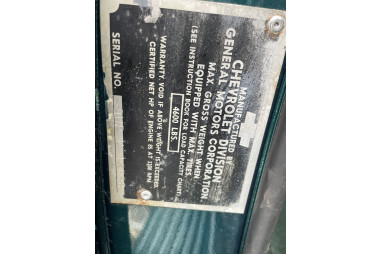 MANUFACTURED BY
CHEVROLET DIVISION
GENERAL MOTORS CORPORATION
MAX. GROSS WEIGHT WHEN
EQUIPPED WITH MAX. TIRES
(SEE INSTRUCTION BOOK FOR LOAD CAPACITY CHART)
4600 LBS.
WARRANTY VOID IF ABOVE WEIGHT IS EXCEEDED
CERTIFIED NET HP OF ENGINE AT RPM
SERIAL NO.